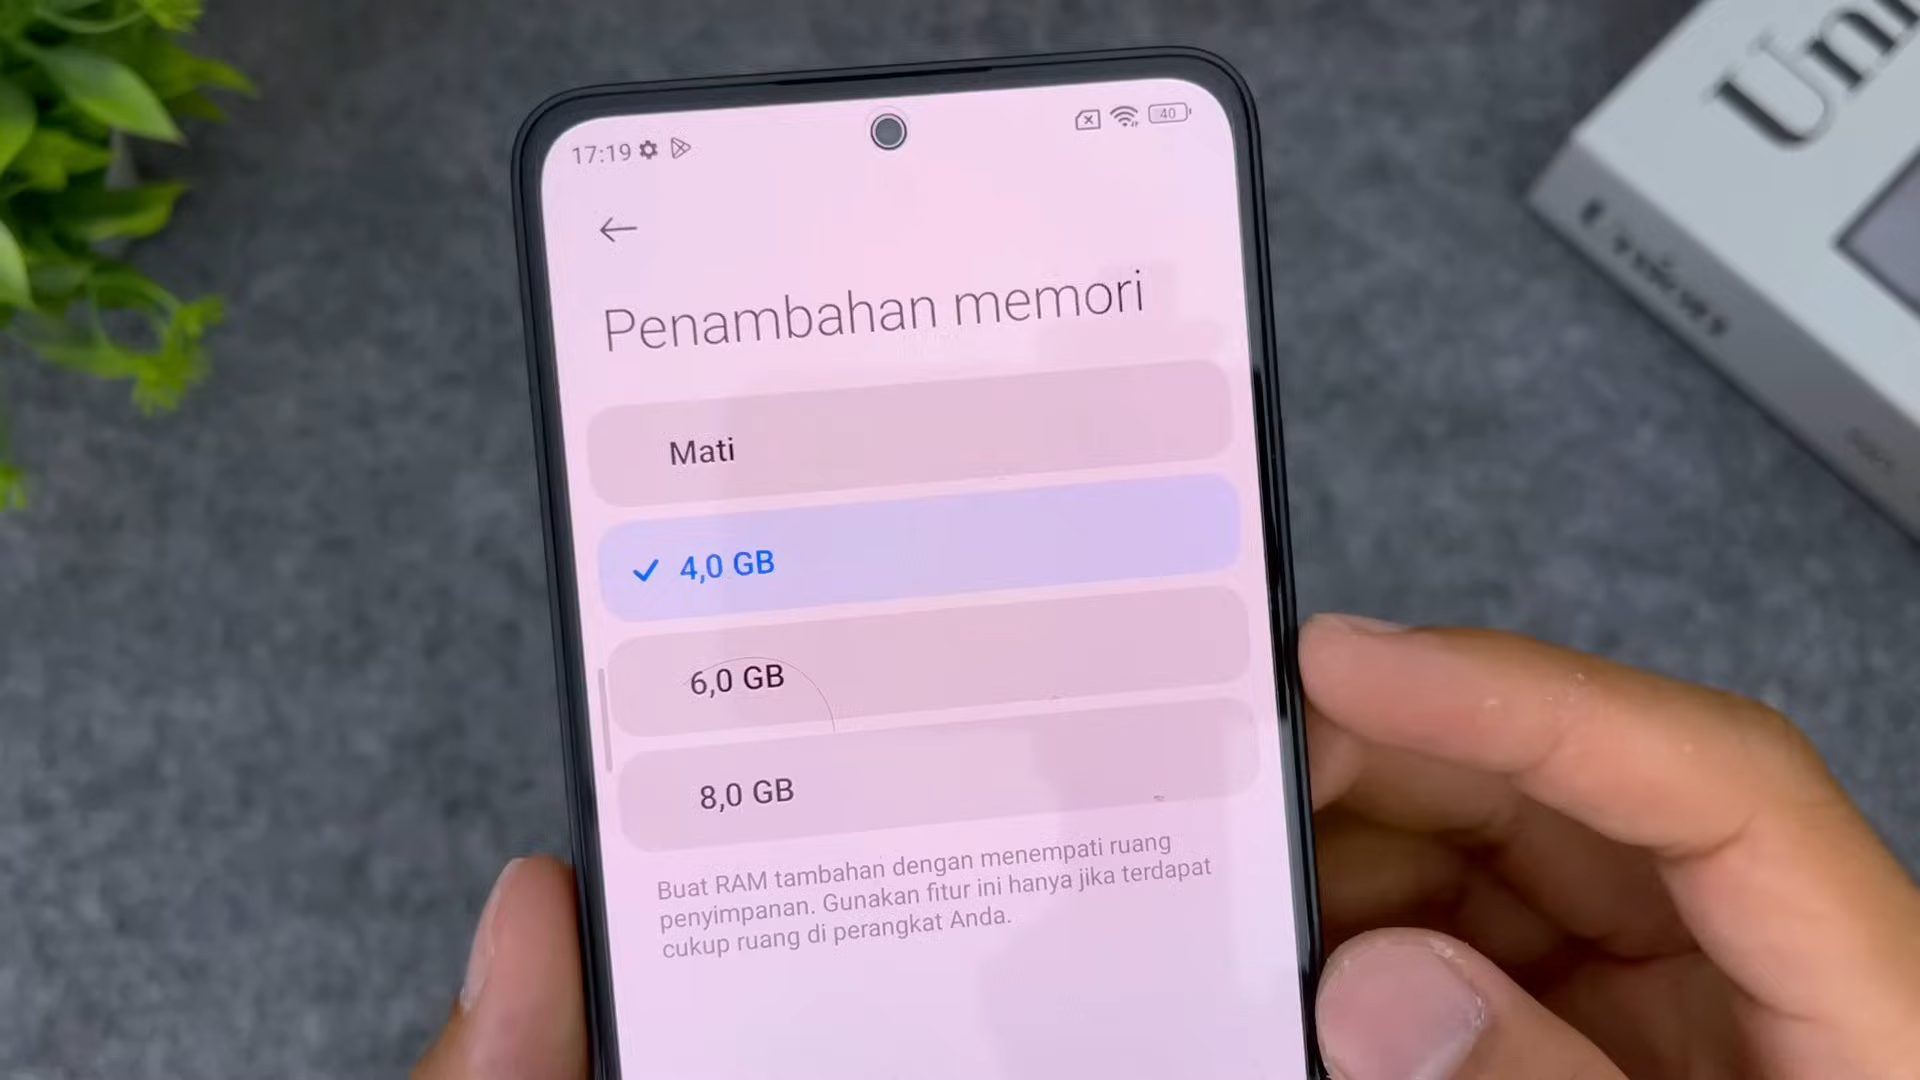 17:19
40
Penambahan memori
Mati
4,0 GB
6,0 GB
8,0 GB
Buat RAM tambahan dengan menempati ruang
penyimpanan. Gunakan fitur ini hanya jika terdapat
cukup ruang di perangkat Anda.